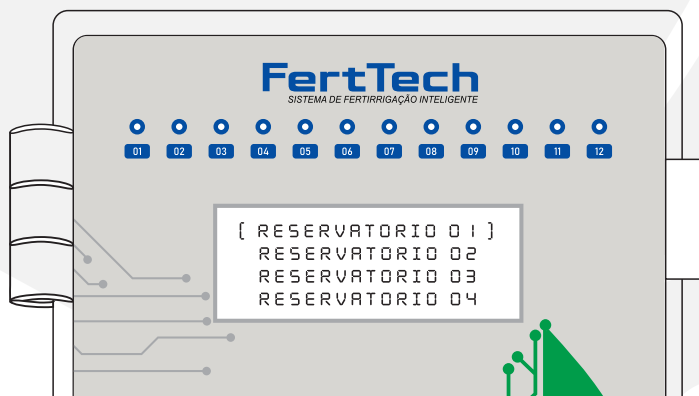 FertTech
SISTEMA DE FERTIRRIGAÇÃO INTELIGENTE
01 02 03 04 05 06 07 08 09 10 11 12
[ RESERVATORIO 01 ]
RESERVATORIO 02
RESERVATORIO 03
RESERVATORIO 04